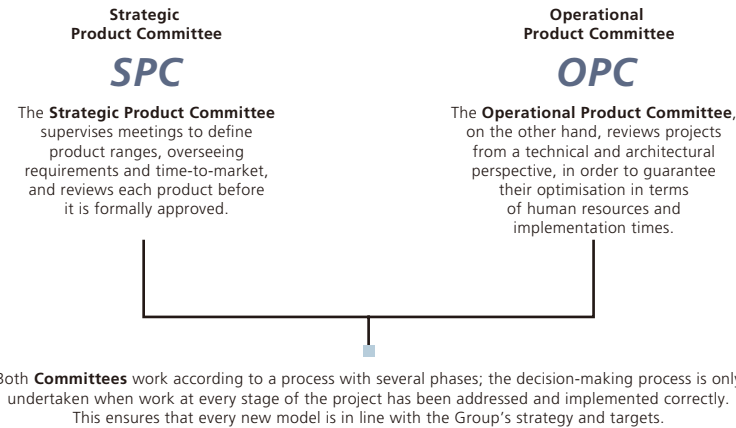 Strategic
Product Committee
SPC
The Strategic Product Committee
supervises meetings to define
product ranges, overseeing
requirements and time-to-market,
and reviews each product before
it is formally approved.
Operational
Product Committee
OPC
The Operational Product Committee,
on the other hand, reviews projects
from a technical and architectural
perspective, in order to guarantee
their optimisation in terms
of human resources and
implementation times.
Both Committees work according to a process with several phases; the decision-making process is only
undertaken when work at every stage of the project has been addressed and implemented correctly.
This ensures that every new model is in line with the Group's strategy and targets.